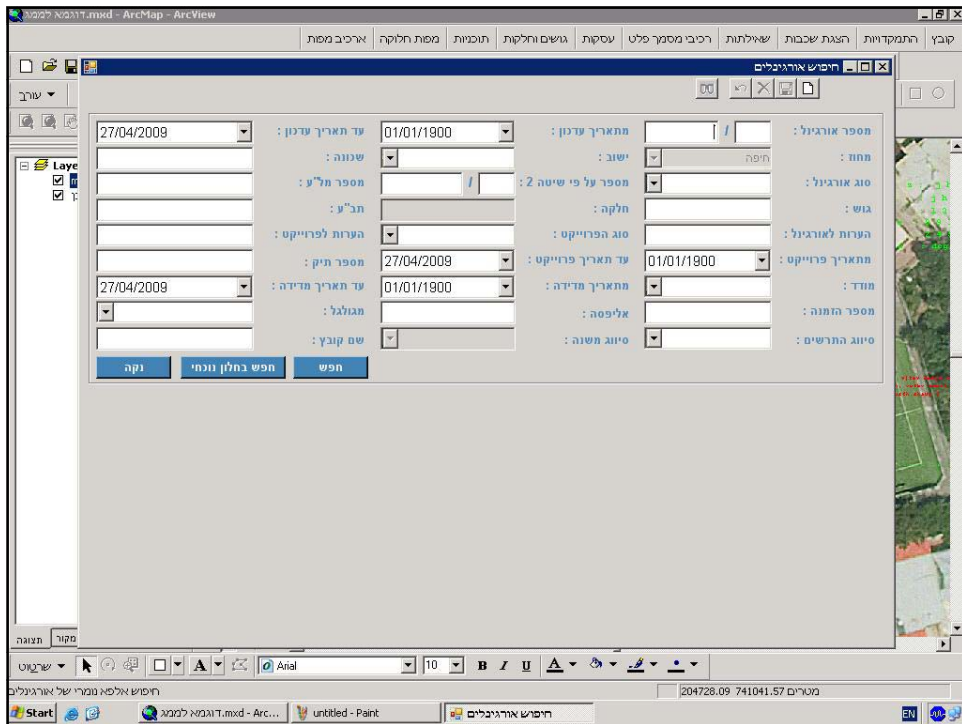 דוגמא לממג.mxd - ArcMap - ArcView
קובץ התמקדויות הצגת שכבות שאילתות רכיבי מסמך פלט עסקות גושים וחלקות תוכניות מפות חלוקה ארכיב מפות
חיפוש אורגינלים
עורך
Laye
מספר אורגינל : / מתאריך עדכון : 01/01/1900 עד תאריך עדכון : 27/04/2009
מחוז : חיפה ישוב : שכונה :
סוג אורגינל : מספר על פי שיטה 2 : / מספר מל"ע :
גוש : חלקה : תב"ע :
הערות לאורגינל : סוג הפרוייקט : הערות לפרוייקט :
מתאריך פרוייקט : 01/01/1900 עד תאריך פרוייקט : 27/04/2009 מספר תיק :
מודד : מתאריך מדידה : 01/01/1900 עד תאריך מדידה : 27/04/2009
מספר הזמנה : אליפסה : מגולגל :
סיווג התרשים : סיווג משנה : שם קובץ :
חפש חפש בחלון נוכחי נקה
תצוגה מקור
שרטוט A Arial 10 B I U A
חיפוש אלפא נומרי של אורגינלים
204728.09 741041.57 מטרים
Start דוגמא לממג.mxd - Arc... untitled - Paint חיפוש אורגינלים EN